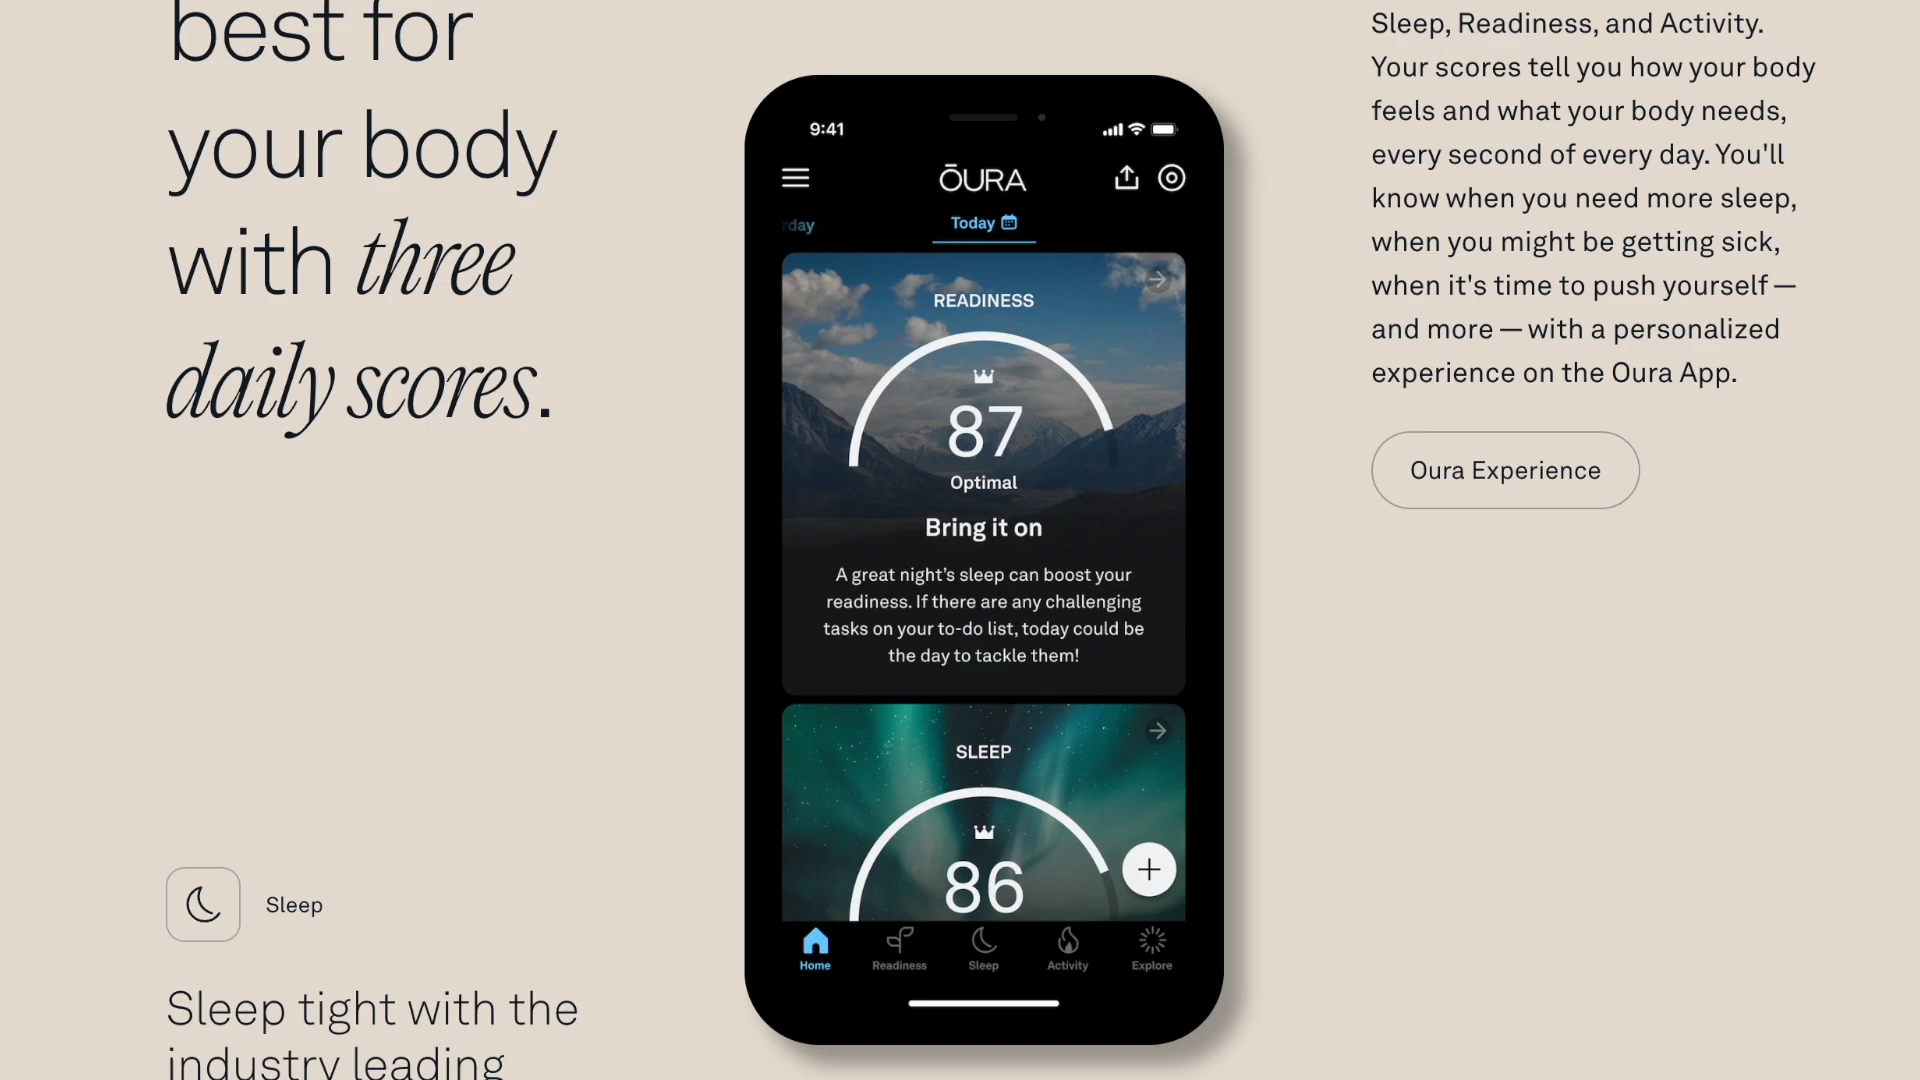 best for
your body
with three
daily scores.
Sleep
Sleep tight with the
industry leading
9:41
ŌURA
rday
Today
READINESS
87
Optimal
Bring it on
A great night’s sleep can boost your
readiness. If there are any challenging
tasks on your to-do list, today could be
the day to tackle them!
SLEEP
86
Home
Readiness
Sleep
Activity
Explore
Sleep, Readiness, and Activity.
Your scores tell you how your body
feels and what your body needs,
every second of every day. You'll
know when you need more sleep,
when you might be getting sick,
when it's time to push yourself —
and more — with a personalized
experience on the Oura App.
Oura Experience